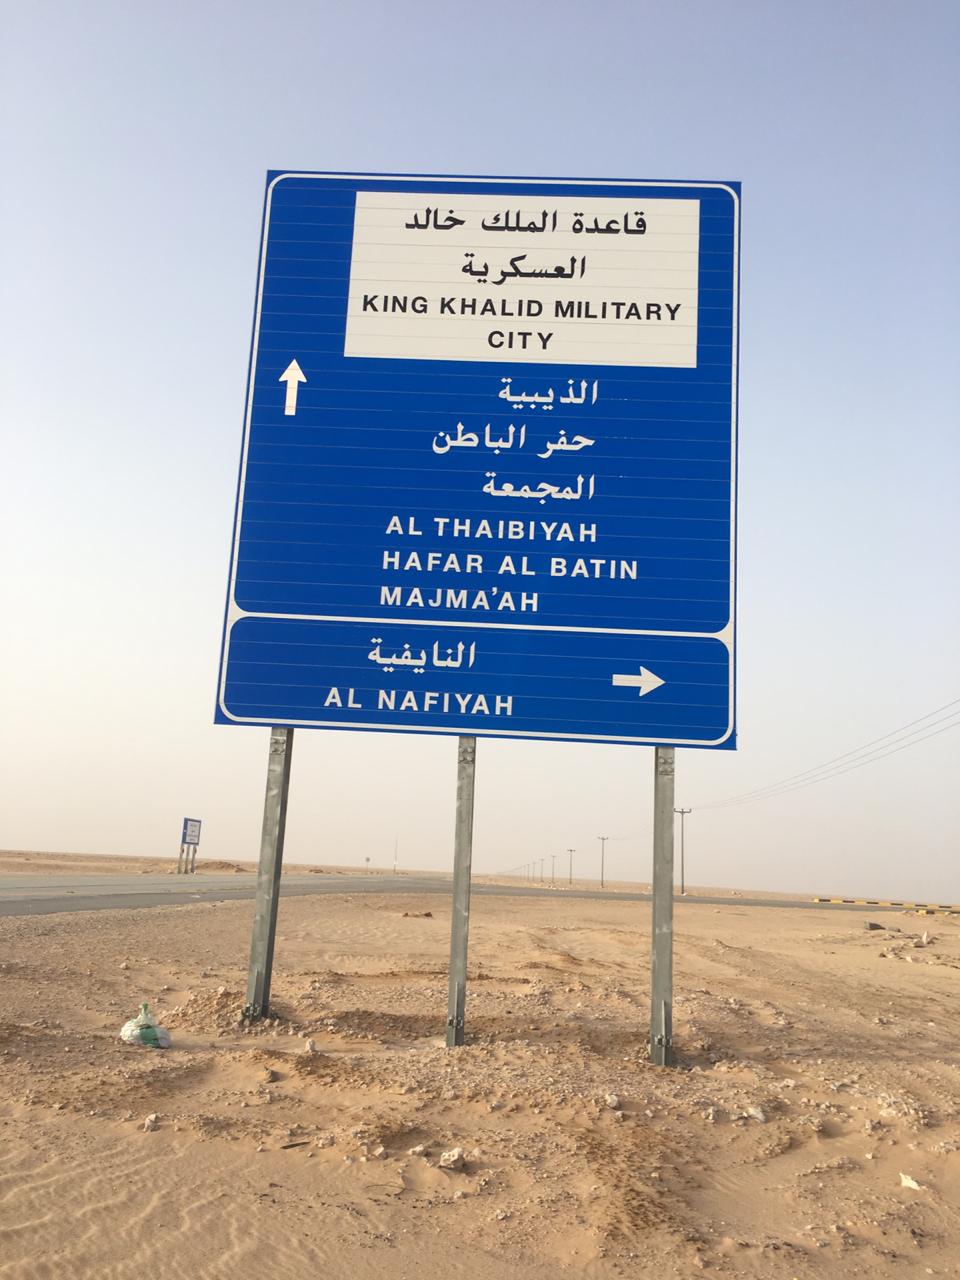 قاعدة الملك خالد
العسكرية
KING KHALID MILITARY
CITY
الذيبية
حفر الباطن
المجمعة
AL THAIBIYAH
HAFAR AL BATIN
MAJMA'AH
النايفية
AL NAFIYAH